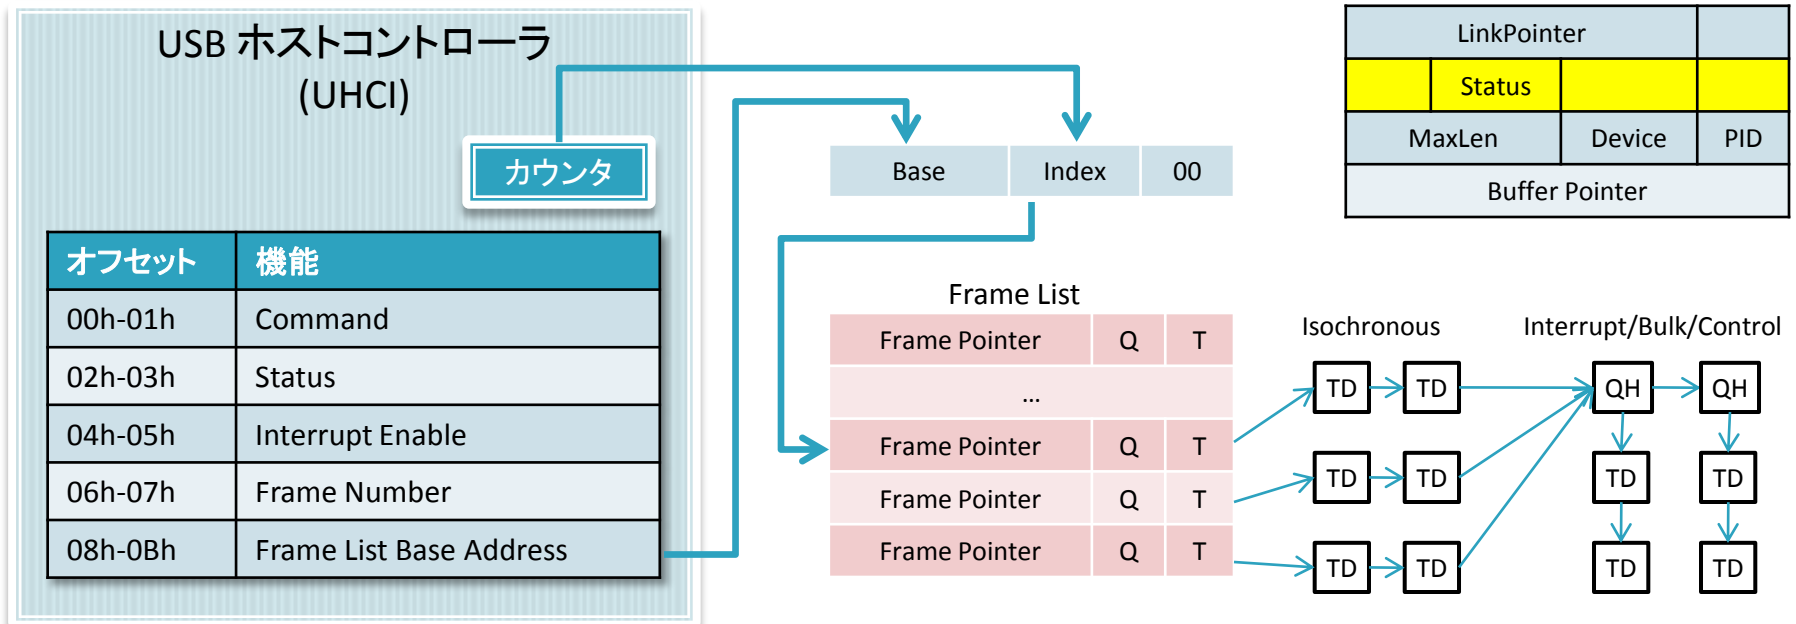 USB ホストコントローラ
(UHCI)
カウンタ
オフセット 機能
00h-01h Command
02h-03h Status
04h-05h Interrupt Enable
06h-07h Frame Number
08h-0Bh Frame List Base Address
Base Index 00
Frame List
Frame Pointer Q T
...
Frame Pointer Q T
Frame Pointer Q T
Frame Pointer Q T
LinkPointer
Status
MaxLen Device PID
Buffer Pointer
Isochronous Interrupt/Bulk/Control
TD TD QH QH
TD TD TD TD
TD TD TD TD